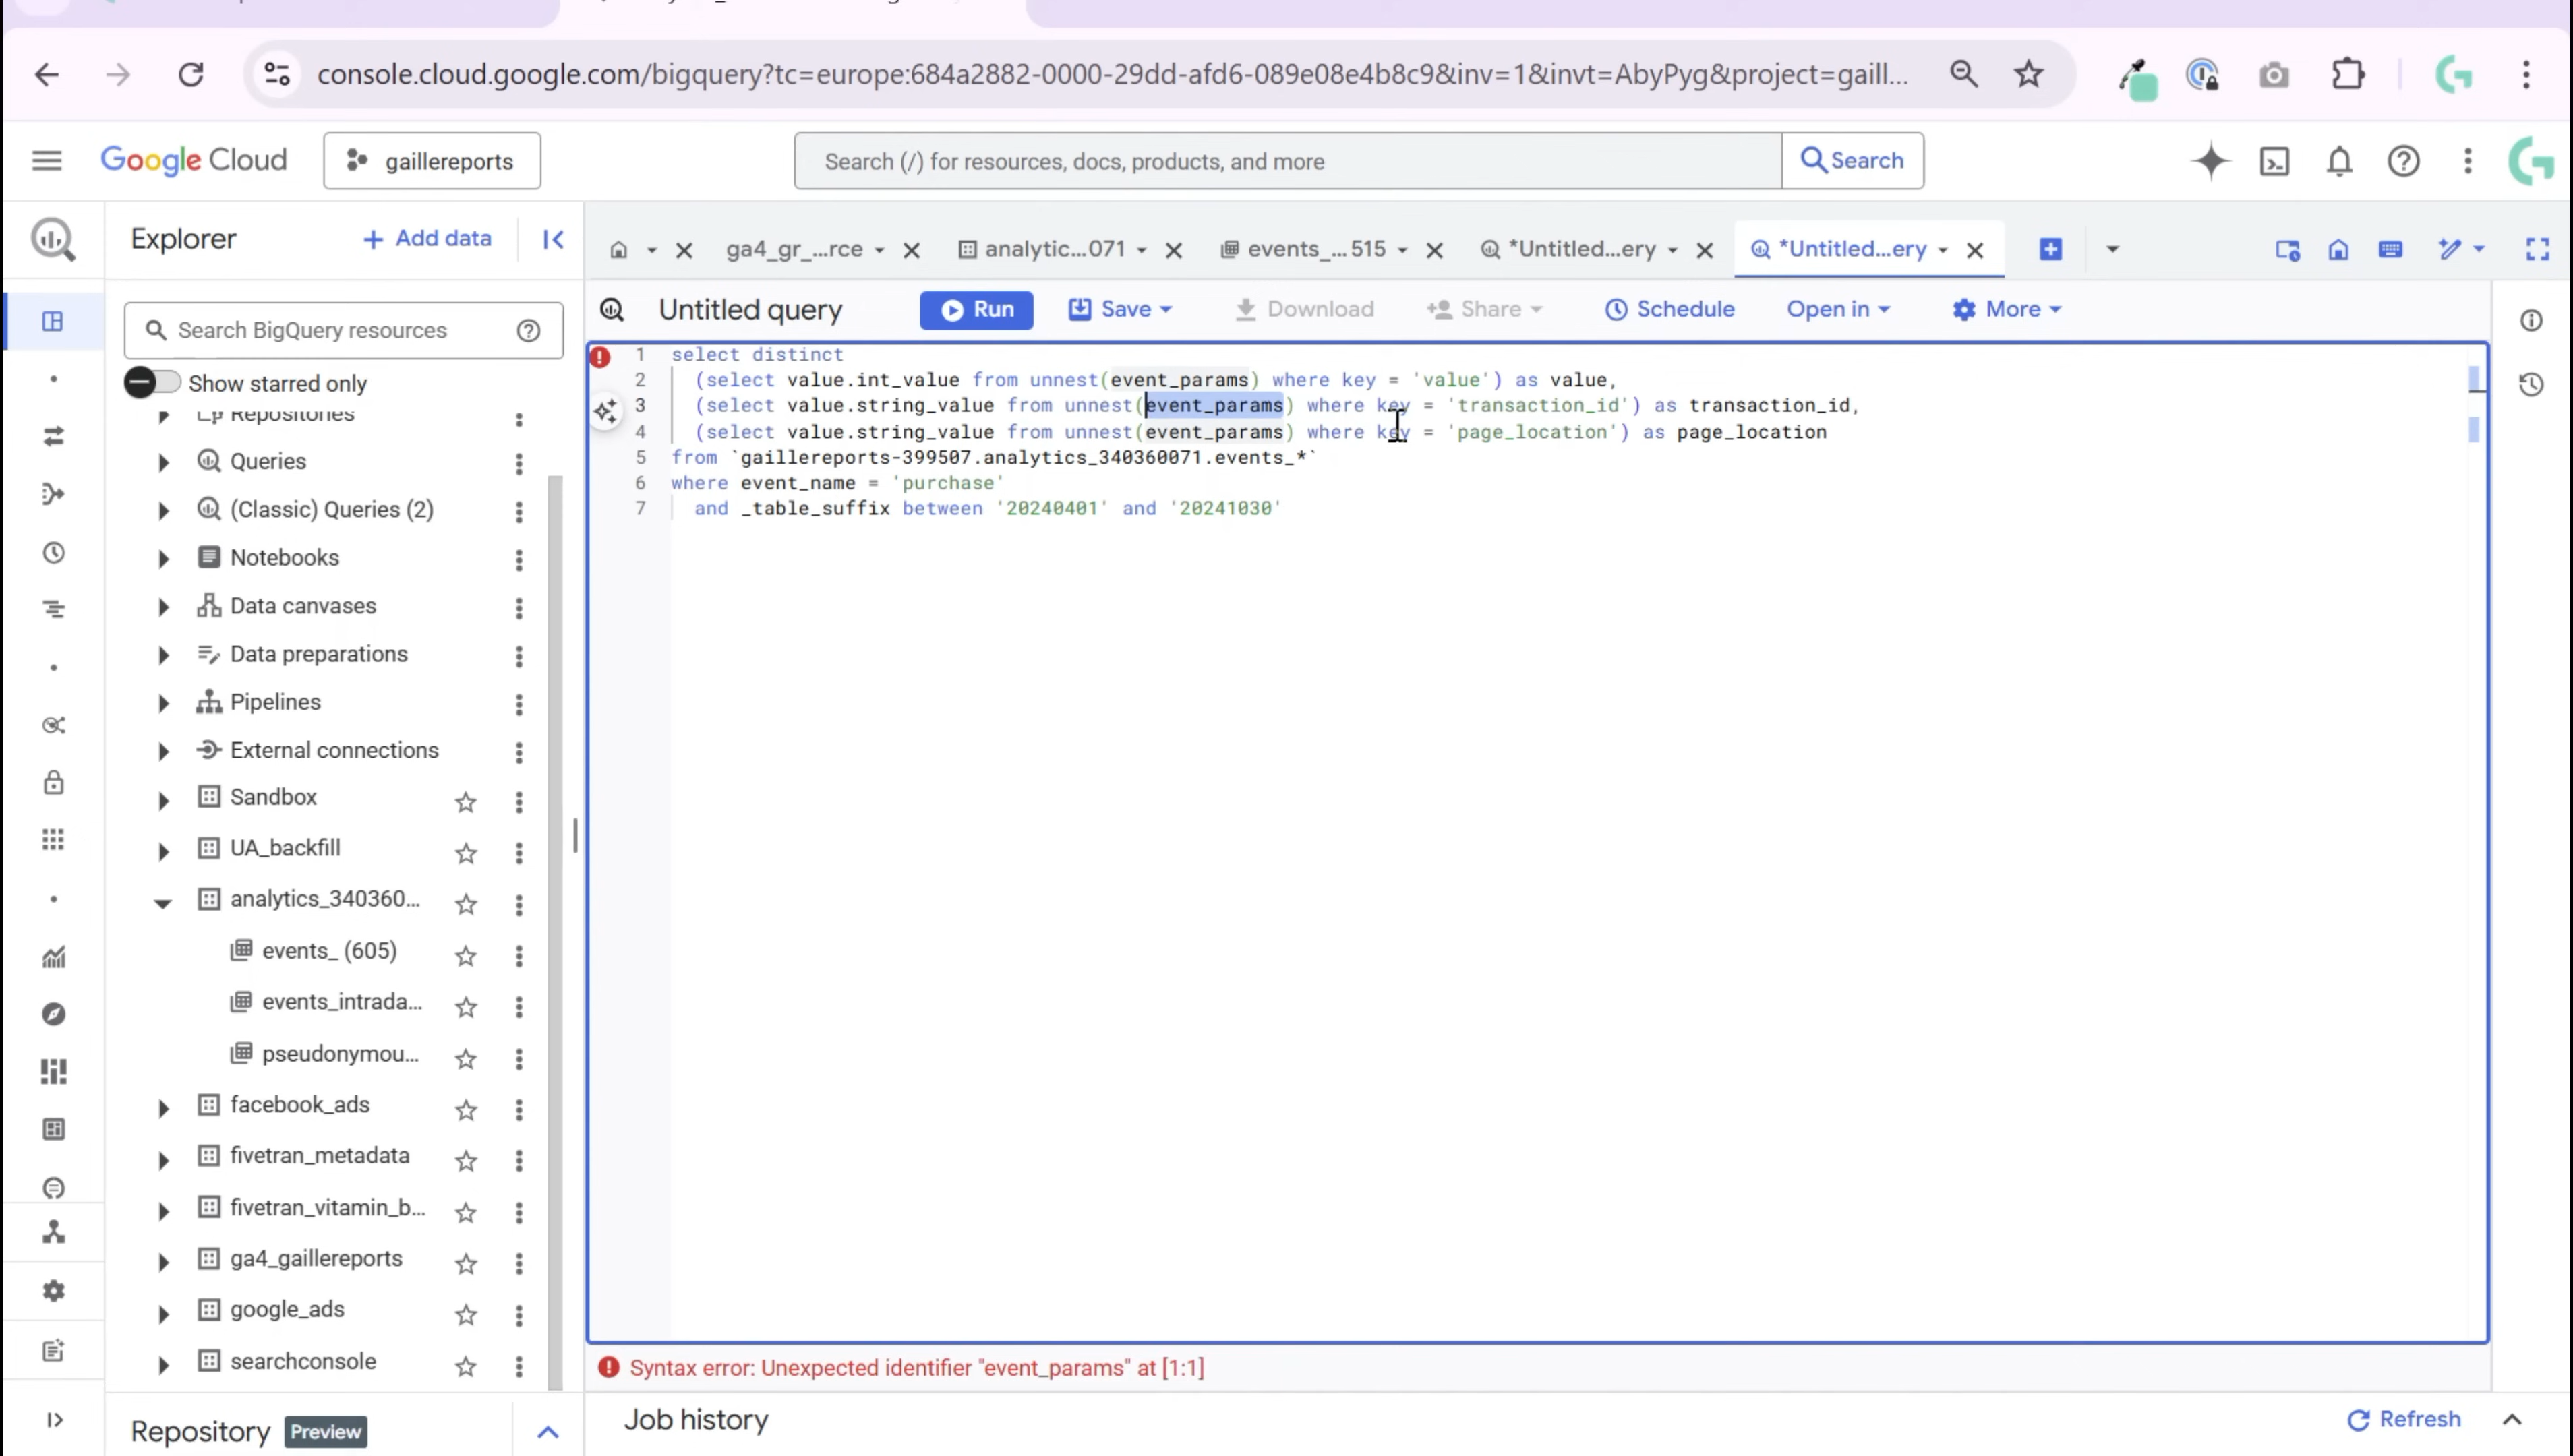 console.cloud.google.com/bigquery?tc=europe:684a2882-0000-29dd-afd6-089e08e4b8c9&inv=1&invt=AbyPyg&project=gaill...
Google Cloud
gaillereports
Search (/) for resources, docs, products, and more
Search
Explorer
+ Add data
ga4_gr_...rce
analytic...071
events_...515
*Untitled...ery
*Untitled...ery
Untitled query
Run
Save
Download
Share
Schedule
Open in
More
Search BigQuery resources
Show starred only
Repositories
Queries
(Classic) Queries (2)
Notebooks
Data canvases
Data preparations
Pipelines
External connections
Sandbox
UA_backfill
analytics_340360...
events_ (605)
events_intrada...
pseudonymou...
facebook_ads
fivetran_metadata
fivetran_vitamin_b...
ga4_gaillereports
google_ads
searchconsole
Repository
Preview
1 select distinct
2 (select value.int_value from unnest(event_params) where key = 'value') as value,
3 (select value.string_value from unnest(event_params) where key = 'transaction_id') as transaction_id,
4 (select value.string_value from unnest(event_params) where key = 'page_location') as page_location
5 from `gaillereports-399507.analytics_340360071.events_*`
6 where event_name = 'purchase'
7 and _table_suffix between '20240401' and '20241030'
Syntax error: Unexpected identifier "event_params" at [1:1]
Job history
Refresh